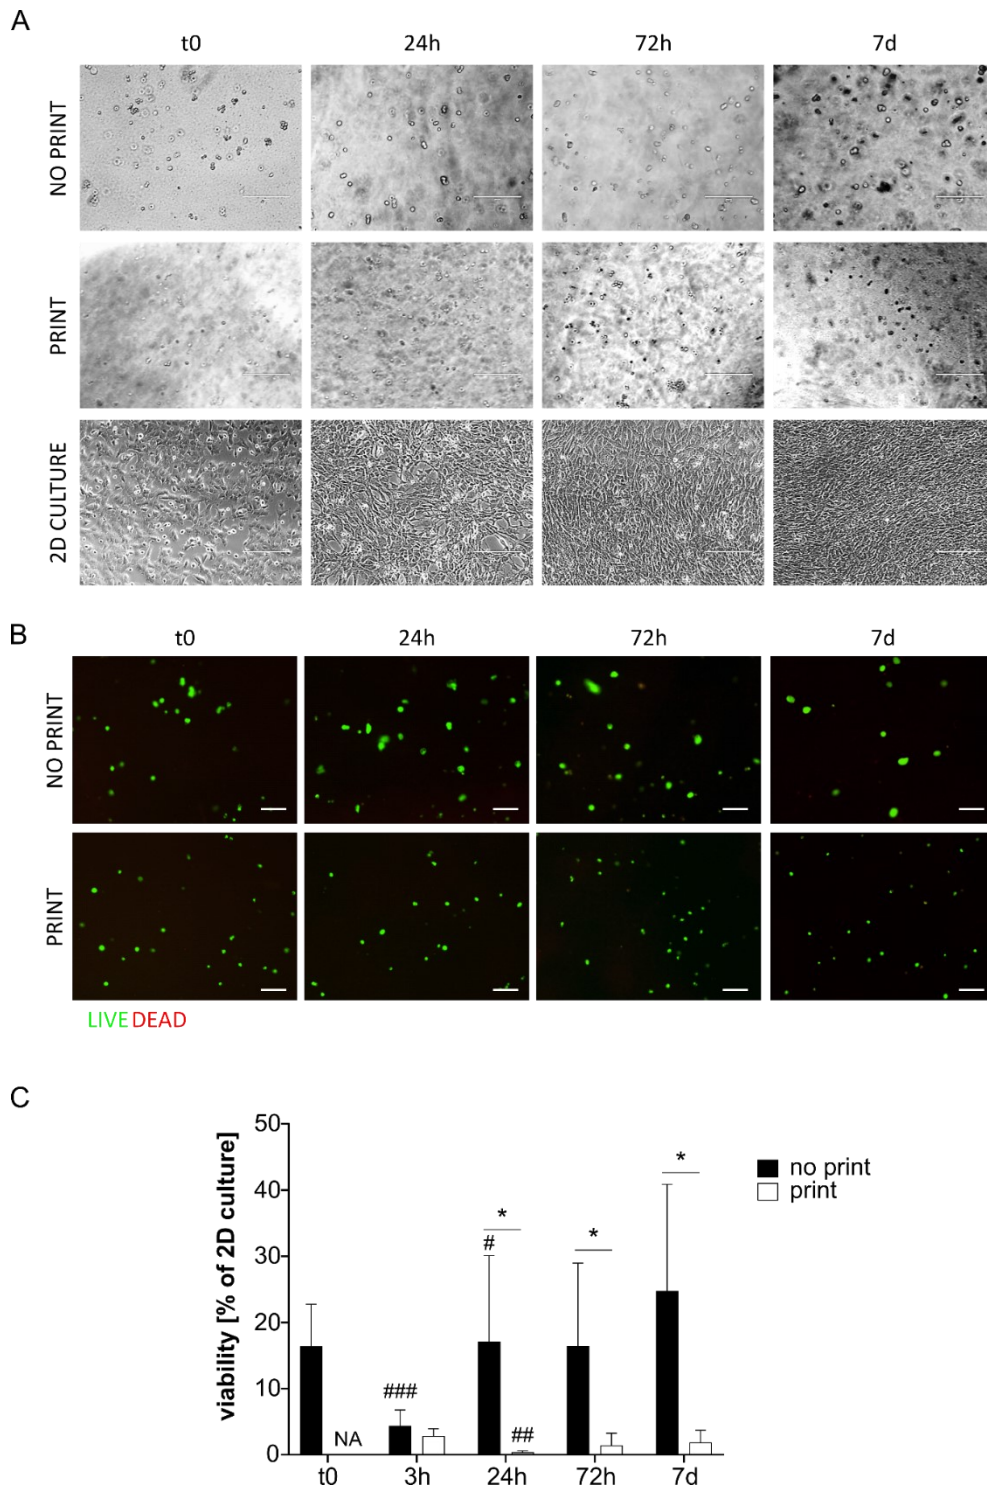 A
t0 24h 72h 7d
NO PRINT
PRINT
2D CULTURE
B
t0 24h 72h 7d
NO PRINT
PRINT
LIVE DEAD
C
viability [% of 2D culture]
50
40
30
20
10
0
*
*
*
#
###
##
NA
t0 3h 24h 72h 7d
no print
print